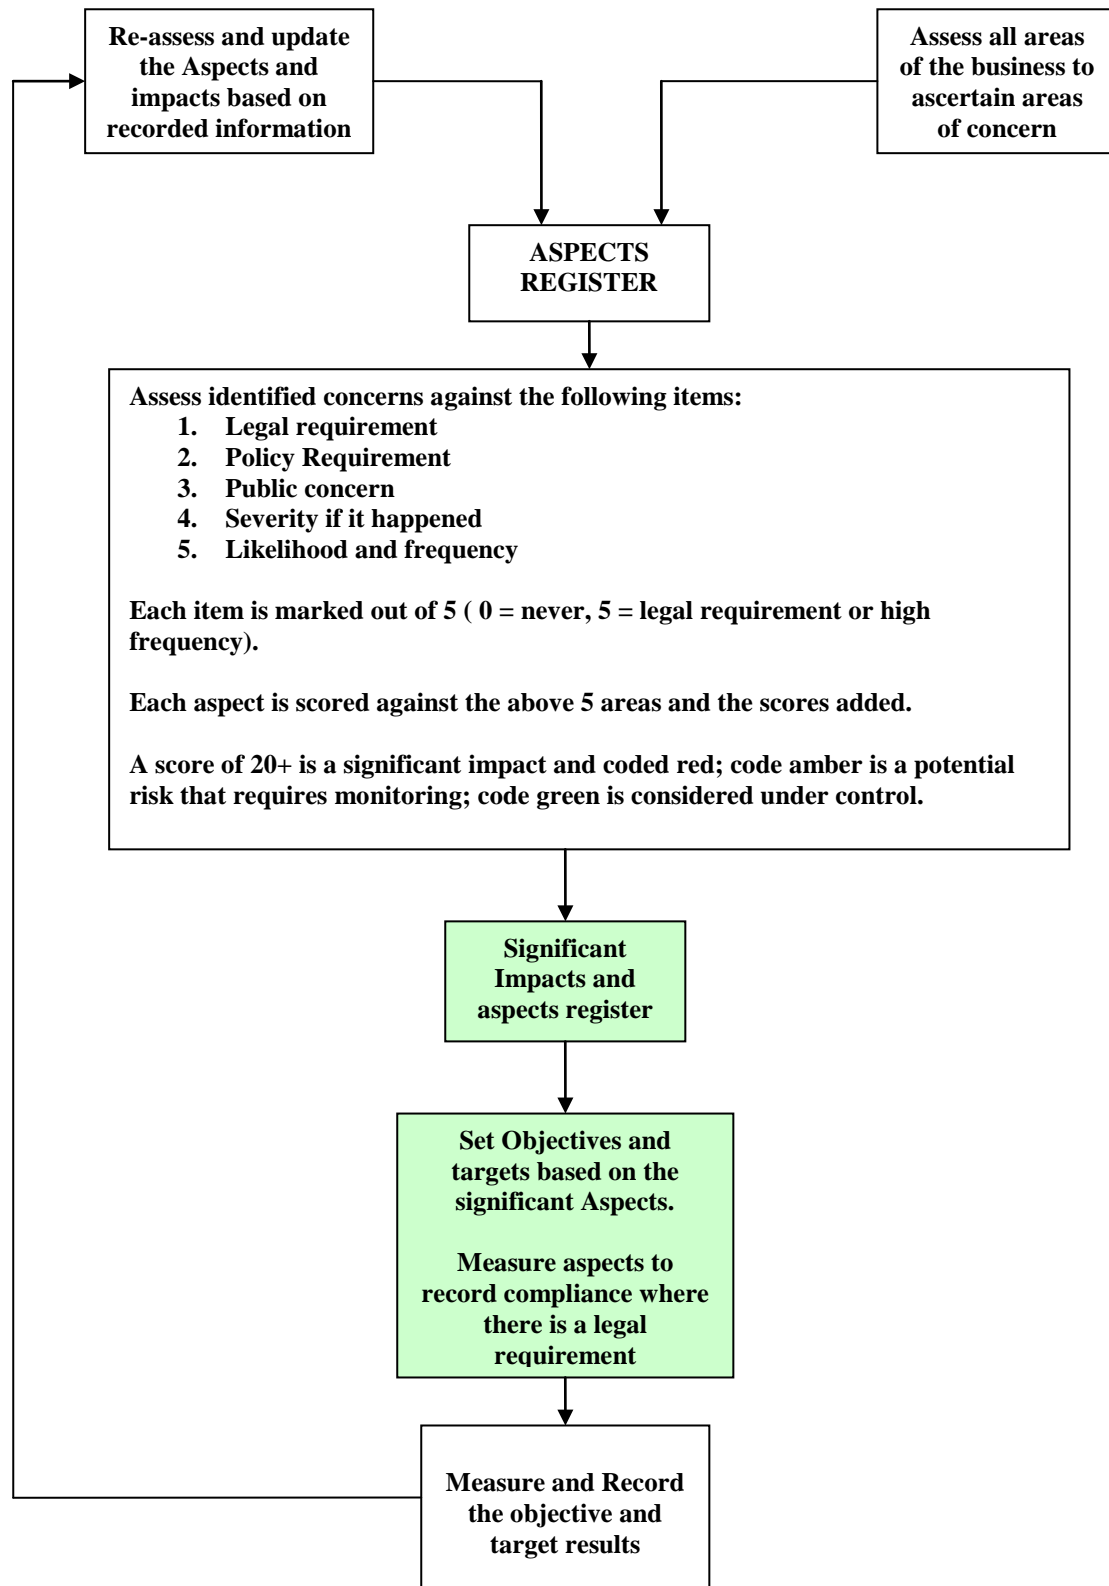 Re-assess and update
the Aspects and
impacts based on
recorded information
Assess all areas
of the business to
ascertain areas
of concern
ASPECTS
REGISTER
Assess identified concerns against the following items:
1. Legal requirement
2. Policy Requirement
3. Public concern
4. Severity if it happened
5. Likelihood and frequency
Each item is marked out of 5 ( 0 = never, 5 = legal requirement or high
frequency).
Each aspect is scored against the above 5 areas and the scores added.
A score of 20+ is a significant impact and coded red; code amber is a potential
risk that requires monitoring; code green is considered under control.
Significant
Impacts and
aspects register
Set Objectives and
targets based on the
significant Aspects.
Measure aspects to
record compliance where
there is a legal
requirement
Measure and Record
the objective and
target results